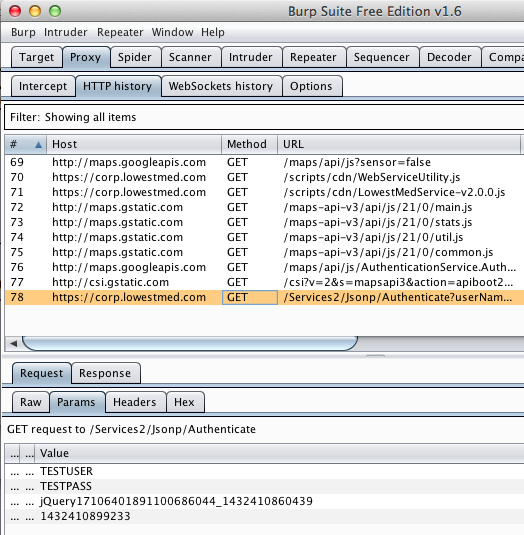 Burp Suite Free Edition v1.6
Burp Intruder Repeater Window Help
Target Proxy Spider Scanner Intruder Repeater Sequencer Decoder Compa
Intercept HTTP history WebSockets history Options
Filter: Showing all items
# Host Method URL
69 http://maps.googleapis.com GET /maps/api/js?sensor=false
70 https://corp.lowestmed.com GET /scripts/cdn/WebServiceUtility.js
71 https://corp.lowestmed.com GET /scripts/cdn/LowestMedService-v2.0.0.js
72 http://maps.gstatic.com GET /maps-api-v3/api/js/21/0/main.js
73 http://maps.gstatic.com GET /maps-api-v3/api/js/21/0/stats.js
74 http://maps.gstatic.com GET /maps-api-v3/api/js/21/0/util.js
75 http://maps.gstatic.com GET /maps-api-v3/api/js/21/0/common.js
76 http://maps.googleapis.com GET /maps/api/js/AuthenticationService.Auth...
77 http://csi.gstatic.com GET /csi?v=2&s=mapsapi3&action=apiboot2...
78 https://corp.lowestmed.com GET /Services2/Jsonp/Authenticate?userNam...
Request Response
Raw Params Headers Hex
GET request to /Services2/Jsonp/Authenticate
... ... Value
... ... TESTUSER
... ... TESTPASS
... ... jQuery17106401891100686044_1432410860439
... ... 1432410899233